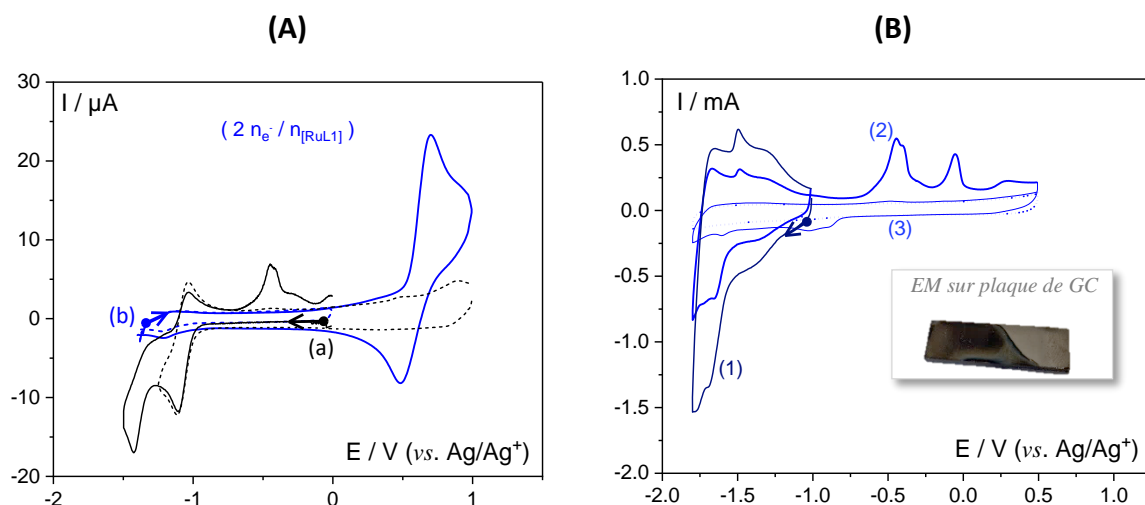 (A)
30
20
10
0
-10
-20
I / µA
( 2 n e- / n [RuL1] )
(b)
(a)
E / V (vs. Ag/Ag+)
-2
-1
0
1
(B)
1.0
0.5
0.0
-0.5
-1.0
-1.5
-2.0
I / mA
(2)
(3)
EM sur plaque de GC
(1)
E / V (vs. Ag/Ag+)
-2.0
-1.5
-1.0
-0.5
0.0
0.5
1.0